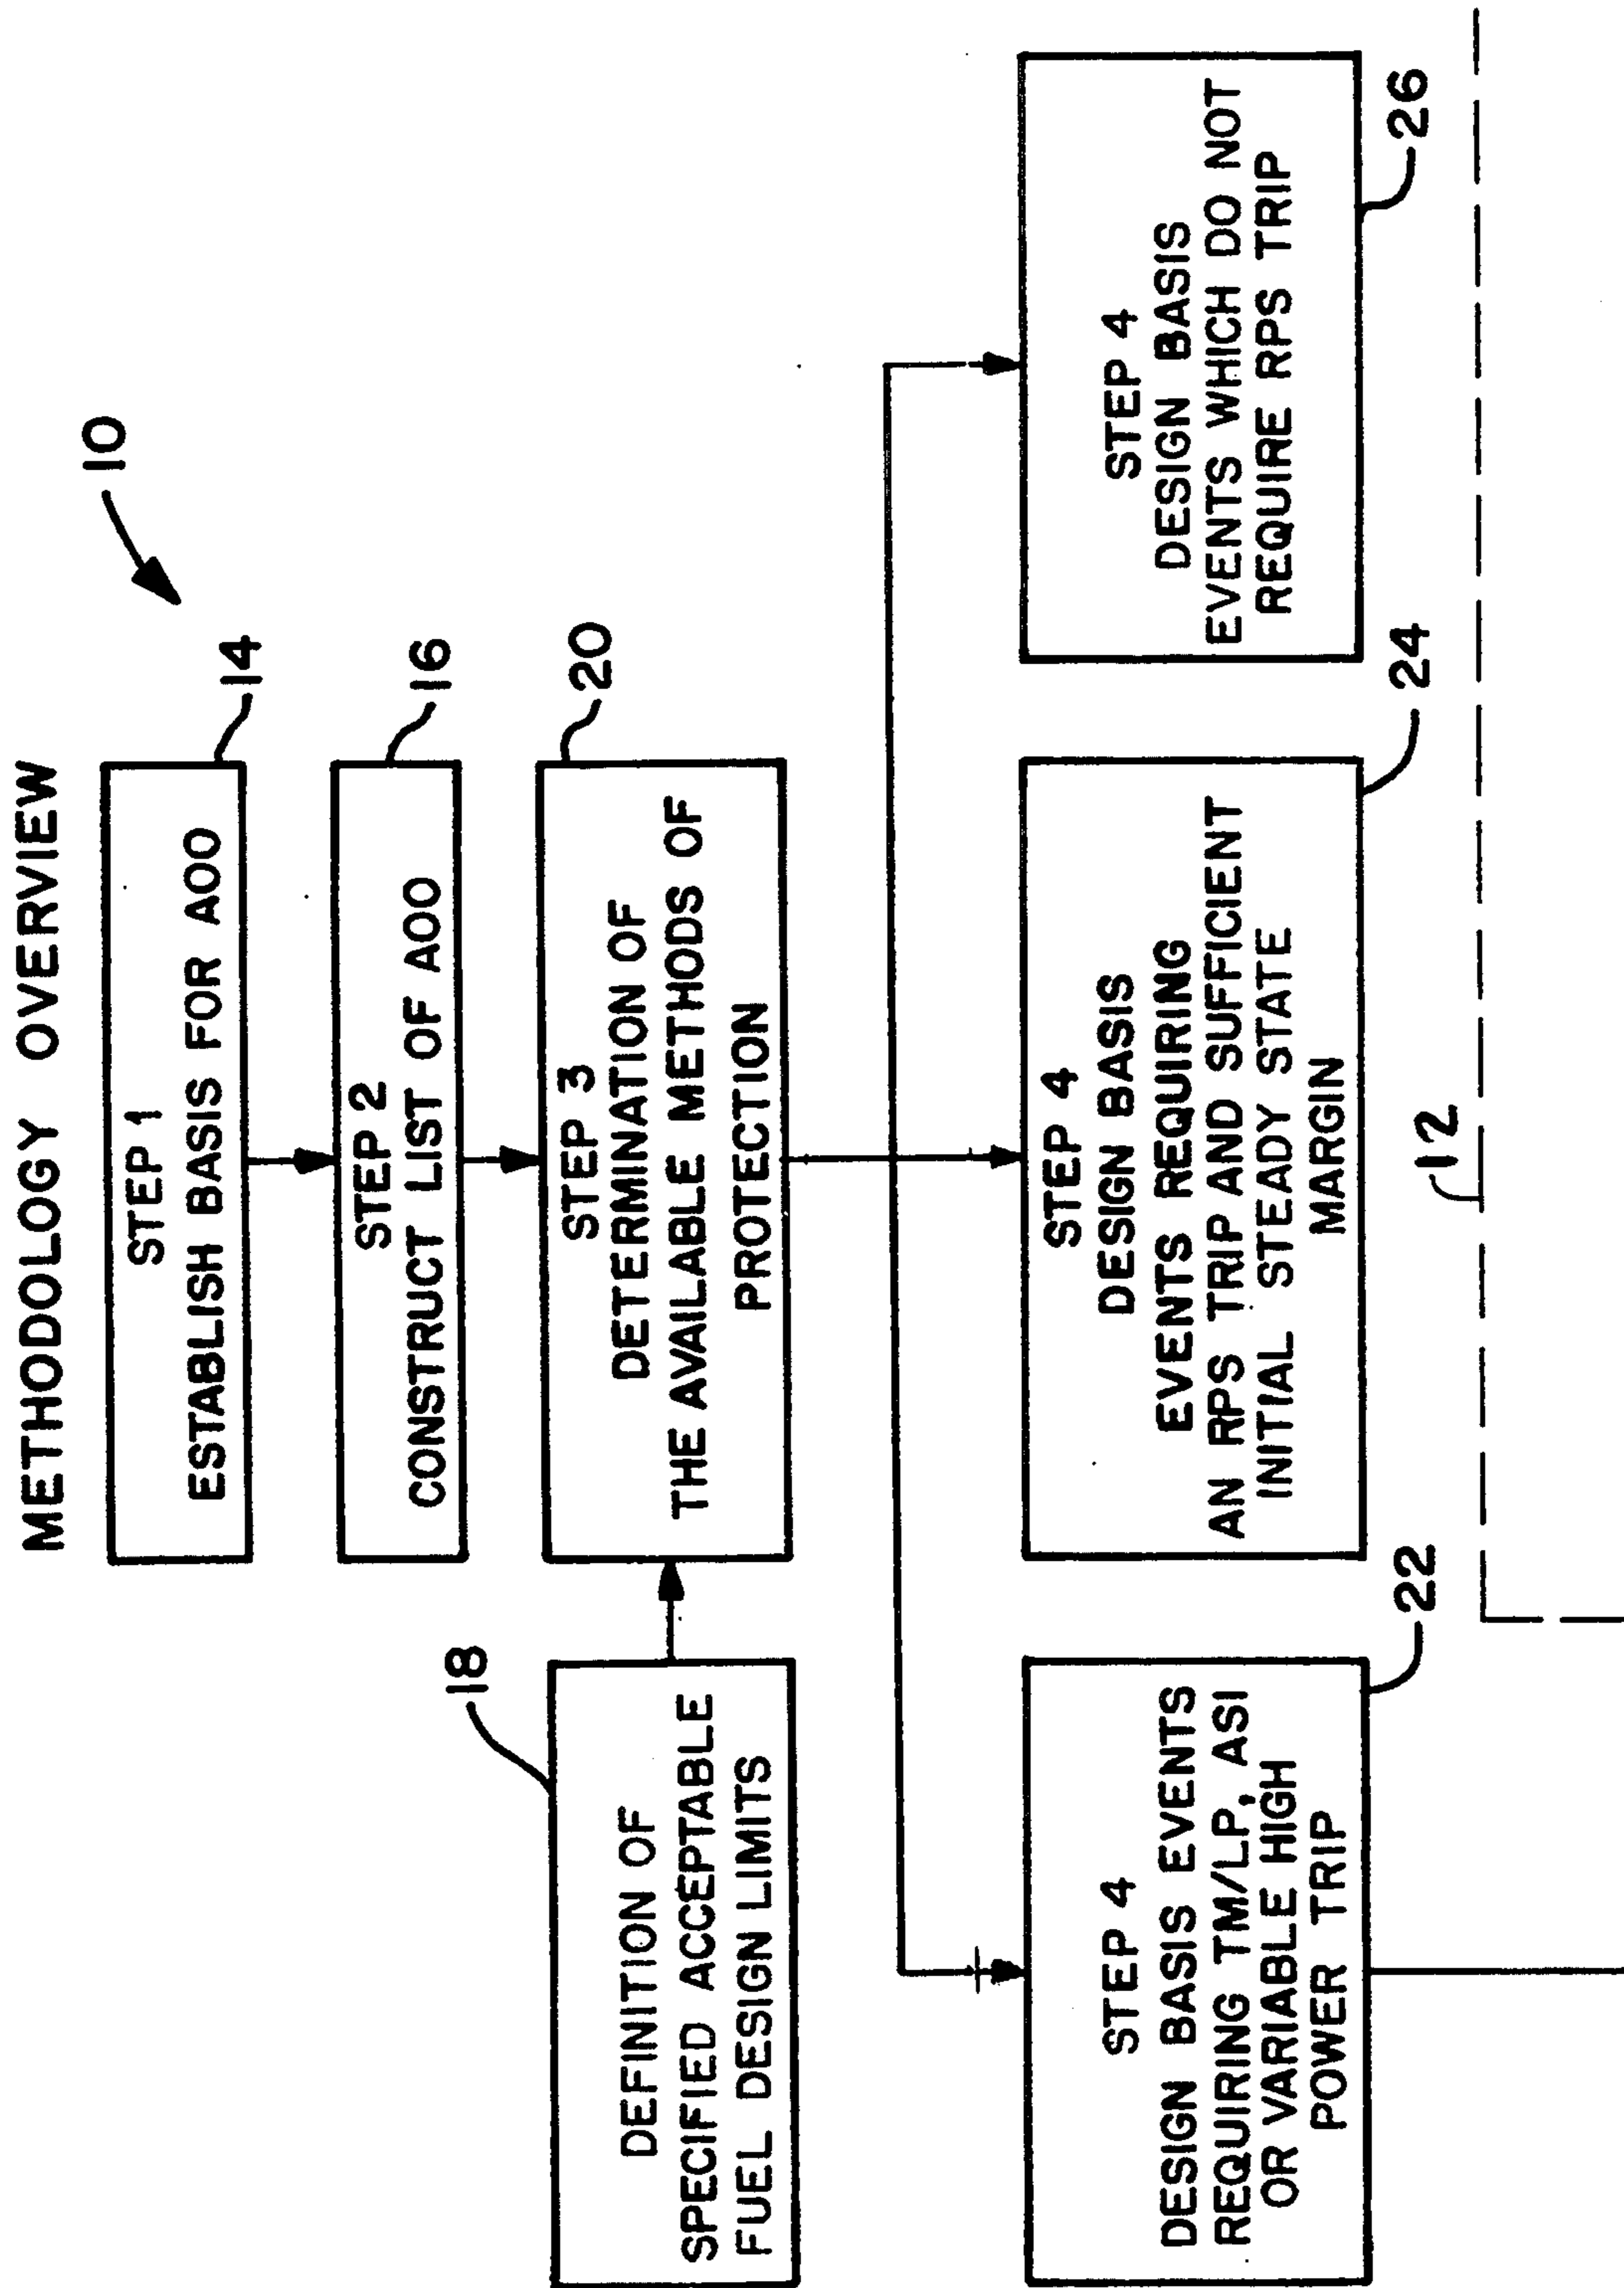 METHODOLOGY OVERVIEW
10
STEP 1
ESTABLISH BASIS FOR AOO
14
STEP 2
CONSTRUCT LIST OF AOO
16
18
DEFINITION OF
SPECIFIED ACCEPTABLE
FUEL DESIGN LIMITS
STEP 3
DETERMINATION OF
THE AVAILABLE METHODS OF
PROTECTION
20
STEP 4
DESIGN BASIS EVENTS
REQUIRING TM/LP, ASI
OR VARIABLE HIGH
POWER TRIP
22
STEP 4
DESIGN BASIS
EVENTS REQUIRING
AN RPS TRIP AND SUFFICIENT
INITIAL STEADY STATE
MARGIN
24
STEP 4
DESIGN BASIS
EVENTS WHICH DO NOT
REQUIRE RPS TRIP
26
12